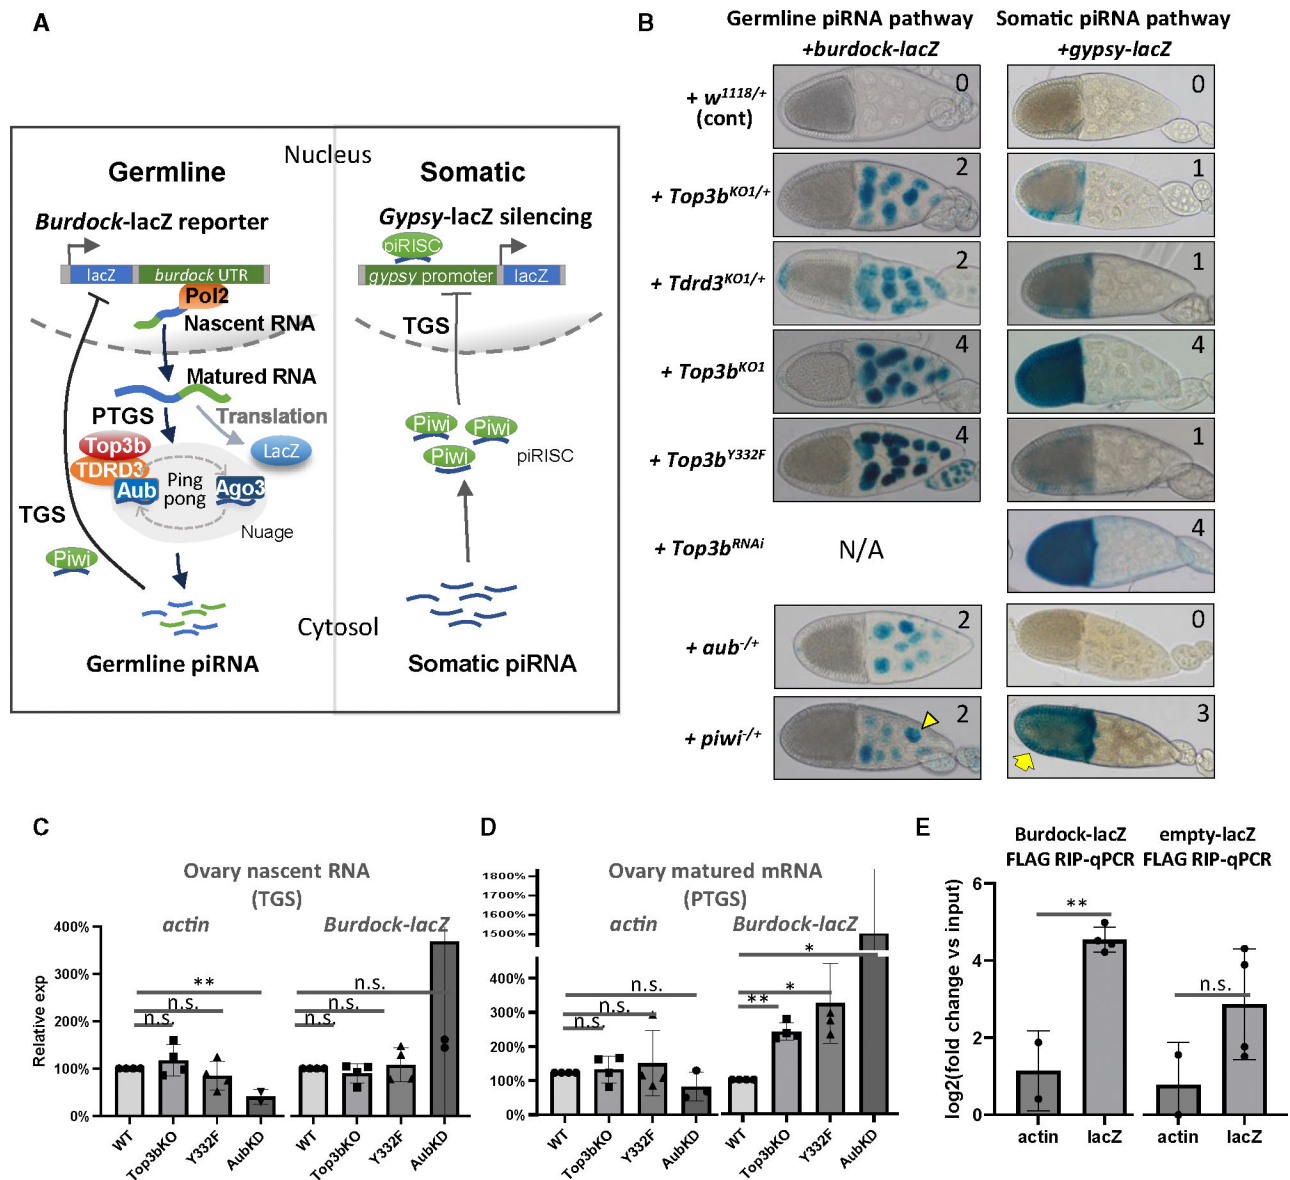 A
Nucleus
Germline
Somatic
Burdock-lacZ reporter
Gypsy-lacZ silencing
piRISC
lacZ
burdock UTR
gypsy promoter
lacZ
Pol2
Nascent RNA
TGS
Matured RNA
PTGS
Translation
Top3b
LacZ
TDRD3
Aub
Ping
pong
Ago3
Nuage
TGS
Piwi
Piwi
Piwi
Piwi
piRISC
Cytosol
Germline piRNA
Somatic piRNA
B
Germline piRNA pathway
+burdock-lacZ
Somatic piRNA pathway
+gypsy-lacZ
+ w1118/+
(cont)
0
0
+ Top3bKO1/+
2
1
+ Tdrd3KO1/+
2
1
+ Top3bKO1
4
4
+ Top3bY332F
4
1
+ Top3bRNAi
N/A
4
+ aub-/+
2
0
+ piwi-/+
2
3
C
Ovary nascent RNA
(TGS)
actin
Burdock-lacZ
Relative exp
400%
300%
200%
100%
0%
**
n.s.
n.s.
n.s.
n.s.
n.s.
WT
Top3bKO
Y332F
AubKD
WT
Top3bKO
Y332F
AubKD
D
Ovary matured mRNA
(PTGS)
actin
Burdock-lacZ
1800%
1700%
1600%
1500%
400%
300%
200%
100%
0%
n.s.
n.s.
n.s.
*
*
**
WT
Top3bKO
Y332F
AubKD
WT
Top3bKO
Y332F
AubKD
E
Burdock-lacZ
FLAG RIP-qPCR
empty-lacZ
FLAG RIP-qPCR
log2(fold change vs input)
6
4
2
0
**
n.s.
actin
lacZ
actin
lacZ